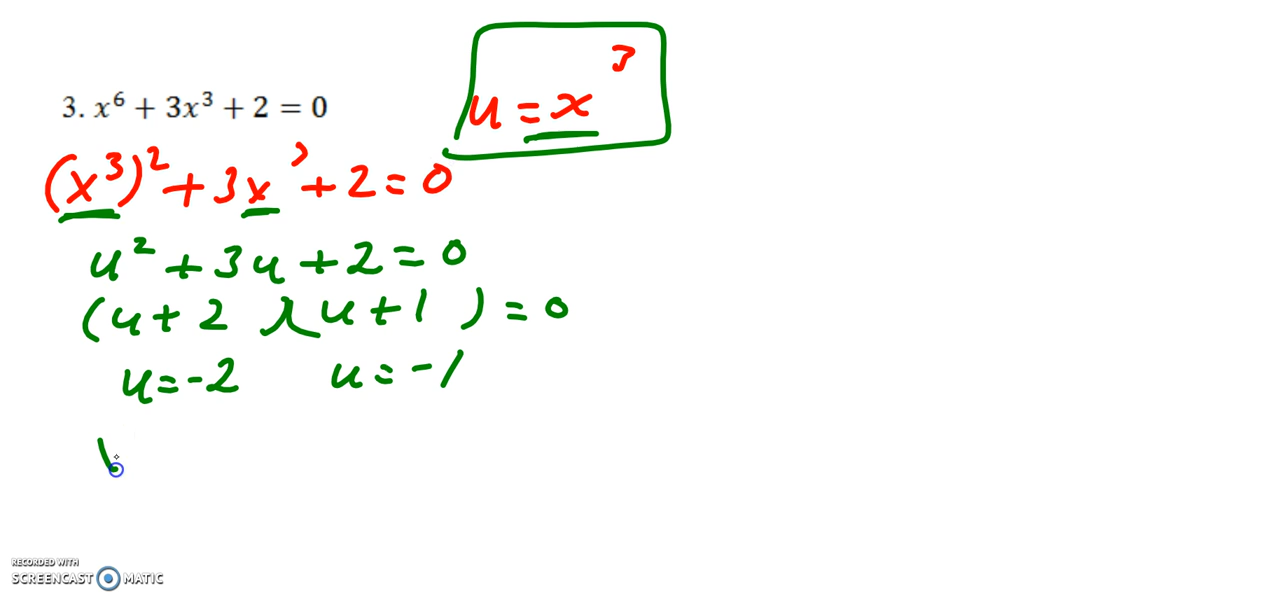 u = x³
3. x⁶ + 3x³ + 2 = 0
(x³)² + 3x³ + 2 = 0
u² + 3u + 2 = 0
(u + 2)(u + 1) = 0
u = -2 u = -1
RECORDED WITH
SCREENCAST MATIC